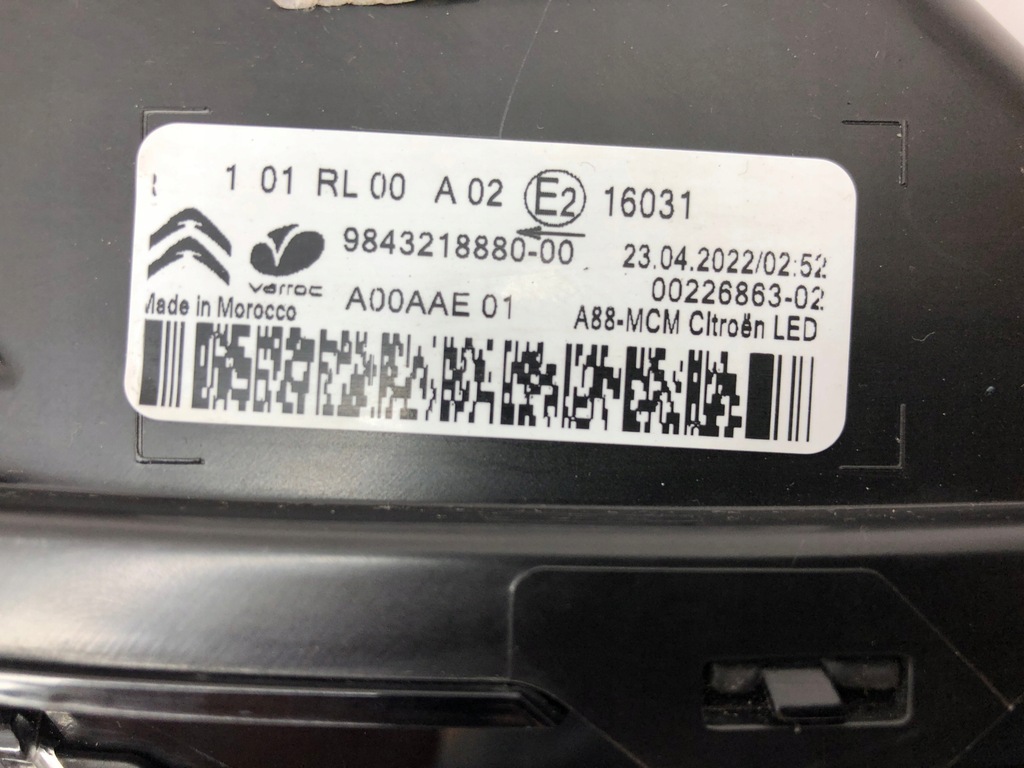 1 01 RL 00 A 02 E2 16031
9843218880-00 23.04.2022/02:52
varroc 00226863-02
Made in Morocco A00AAE 01 A88-MCM Citroën LED